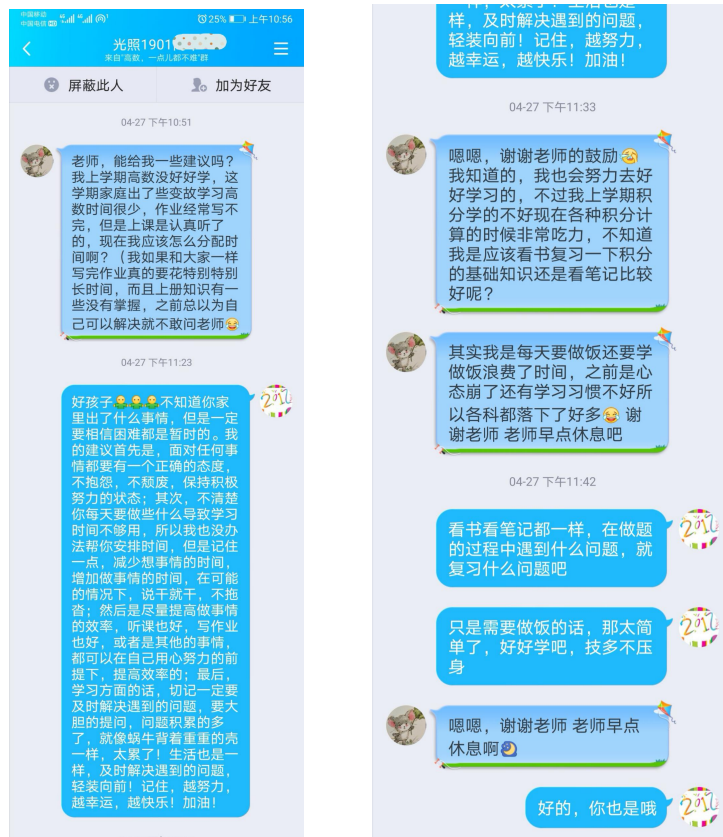 中国移动
中国电信 HD
25% 上午10:56
光照1901
来自"高数，一点儿都不难"群
屏蔽此人
加为好友
04-27 下午10:51
老师，能给我一些建议吗？
我上学期高数没好好学，这
学期家庭出了些变故学习高
数时间很少，作业经常写不
完，但是上课是认真听了
的，现在我应该怎么分配时
间啊？（我如果和大家一样
写完作业真的要花特别特别
长时间，而且上册知识有一
些没有掌握，之前总以为自
己可以解决就不敢问老师😂
04-27 下午11:23
好孩子不知道你家
里出了什么事情，但是一定
要相信困难都是暂时的。我
的建议首先是，面对任何事
情都要有一个正确的态度，
不抱怨，不颓废，保持积极
努力的状态；其次，不清楚
你每天要做些什么导致学习
时间不够用，所以我也没办
法帮你安排时间，但是记住
一点，减少想事情的时间，
增加做事情的时间，在可能
的情况下，说干就干，不拖
沓；然后是尽量提高做事情
的效率，听课也好，写作业
也好，或者是其他的事情，
都可以在自己用心努力的前
提下，提高效率的；最后，
学习方面的话，切记一定要
及时解决遇到的问题，要大
胆的提问，问题积累的多
了，就像蜗牛背着重重的壳
一样，太累了！生活也是一
样，及时解决遇到的问题，
轻装向前！记住，越努力，
越幸运，越快乐！加油！
一样，太累了！生活也是一
样，及时解决遇到的问题，
轻装向前！记住，越努力，
越幸运，越快乐！加油！
04-27 下午11:33
嗯嗯，谢谢老师的鼓励😂
我知道的，我也会努力去好
好学习的，不过我上学期积
分学的不好现在各种积分计
算的时候非常吃力，不知道
我是应该看书复习一下积分
的基础知识还是看笔记比较
好呢？
其实我是每天要做饭还要学
做饭浪费了时间，之前是心
态崩了还有学习习惯不好所
以各科都落下了好多😂 谢
谢老师 老师早点休息吧
04-27 下午11:42
看书看笔记都一样，在做题
的过程中遇到什么问题，就
复习什么问题吧
只是需要做饭的话，那太简
单了，好好学吧，技多不压
身
嗯嗯，谢谢老师 老师早点
休息啊🌙
好的，你也是哦